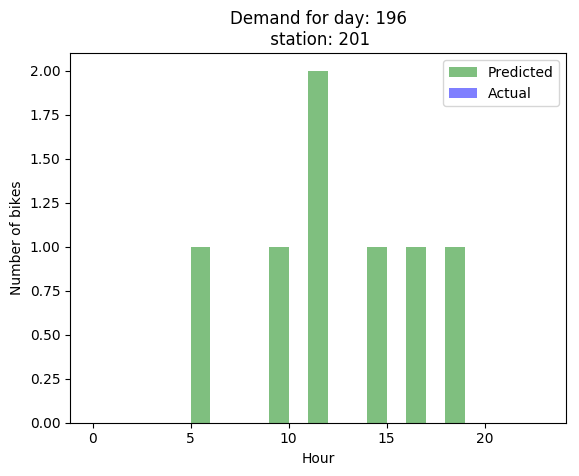 Demand for day: 196
station: 201
Predicted
Actual
2.00
1.75
1.50
1.25
1.00
0.75
0.50
0.25
0.00
Number of bikes
0 5 10 15 20
Hour